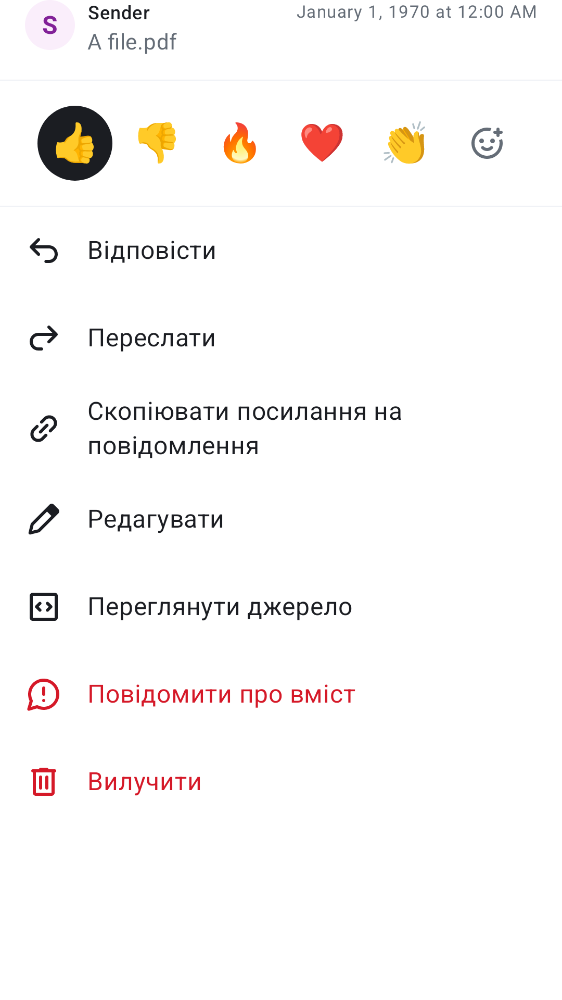 S
Sender
January 1, 1970 at 12:00 AM
A file.pdf
Відповісти
Переслати
Скопіювати посилання на
повідомлення
Редагувати
Переглянути джерело
Повідомити про вміст
Вилучити